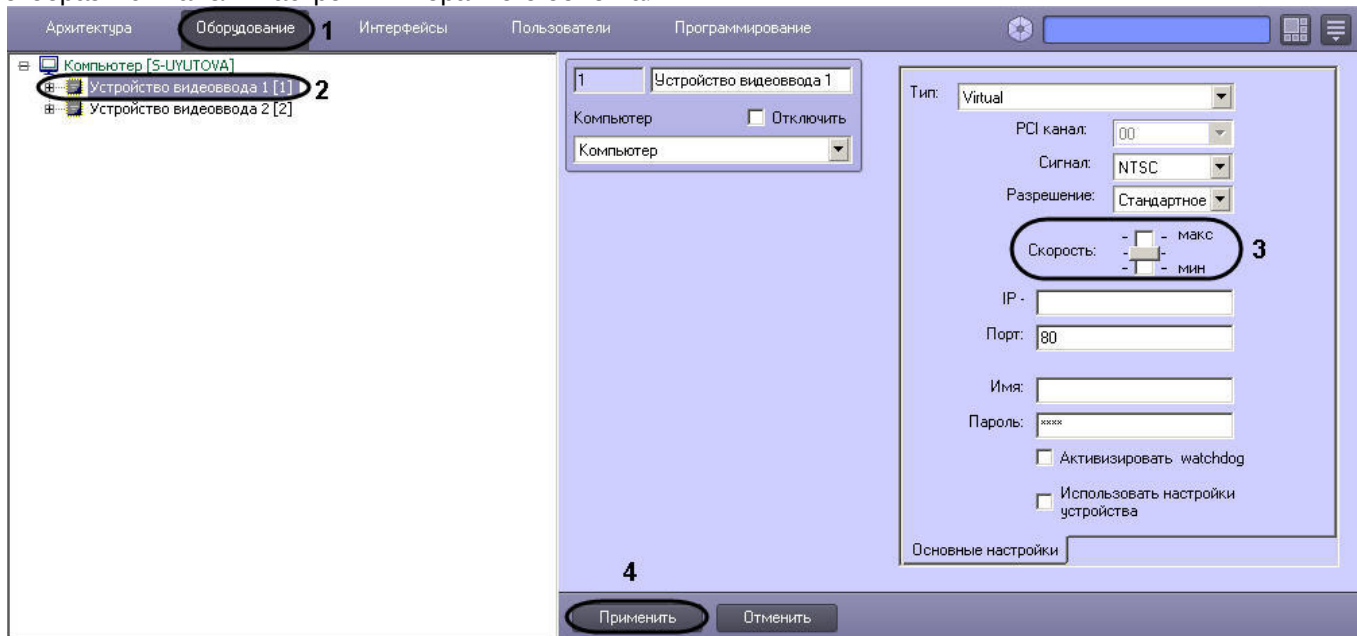 Архитектура Оборудование 1 Интерфейсы Пользователи Программирование
Компьютер [S-UYUTOVA]
Устройство видеоввода 1 [1] 2
Устройство видеоввода 2 [2]
1 Устройство видеоввода 1
Компьютер Отключить
Компьютер
Тип: Virtual
PCI канал: 00
Сигнал: NTSC
Разрешение: Стандартное
Скорость: - - макс 3
- -
- - мин
IP -
Порт: 80
Имя:
Пароль: ××××
Активизировать watchdog
Использовать настройки
устройства
Основные настройки
4
Применить Отменить